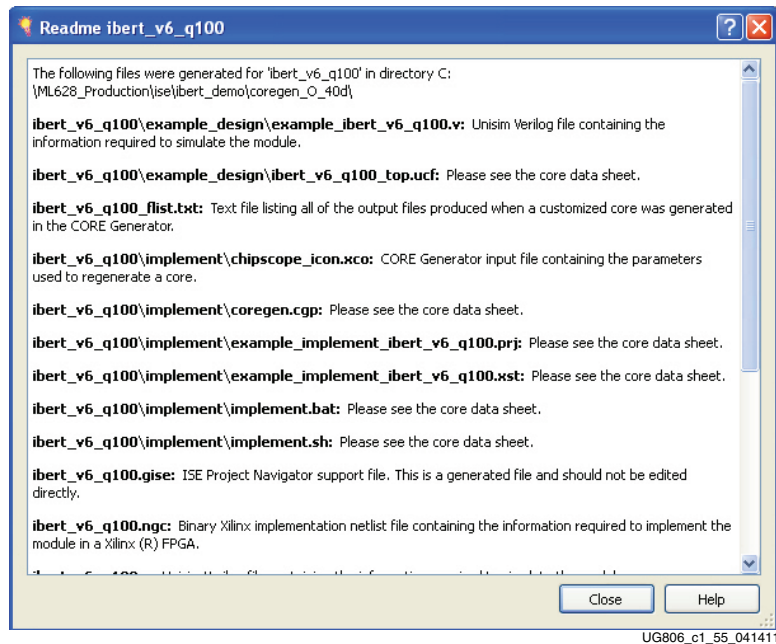 Readme ibert_v6_q100
The following files were generated for 'ibert_v6_q100' in directory C:
\ML628_Production\ise\ibert_demo\coregen_O_40d\
ibert_v6_q100\example_design\example_ibert_v6_q100.v: Unisim Verilog file containing the
information required to simulate the module.
ibert_v6_q100\example_design\ibert_v6_q100_top.ucf: Please see the core data sheet.
ibert_v6_q100_flist.txt: Text file listing all of the output files produced when a customized core was generated
in the CORE Generator.
ibert_v6_q100\implement\chipscope_icon.xco: CORE Generator input file containing the parameters
used to regenerate a core.
ibert_v6_q100\implement\coregen.cgp: Please see the core data sheet.
ibert_v6_q100\implement\example_implement_ibert_v6_q100.prj: Please see the core data sheet.
ibert_v6_q100\implement\example_implement_ibert_v6_q100.xst: Please see the core data sheet.
ibert_v6_q100\implement\implement.bat: Please see the core data sheet.
ibert_v6_q100\implement\implement.sh: Please see the core data sheet.
ibert_v6_q100.gise: ISE Project Navigator support file. This is a generated file and should not be edited
directly.
ibert_v6_q100.ngc: Binary Xilinx implementation netlist file containing the information required to implement the
module in a Xilinx (R) FPGA.
Close Help
UG806_c1_55_041411